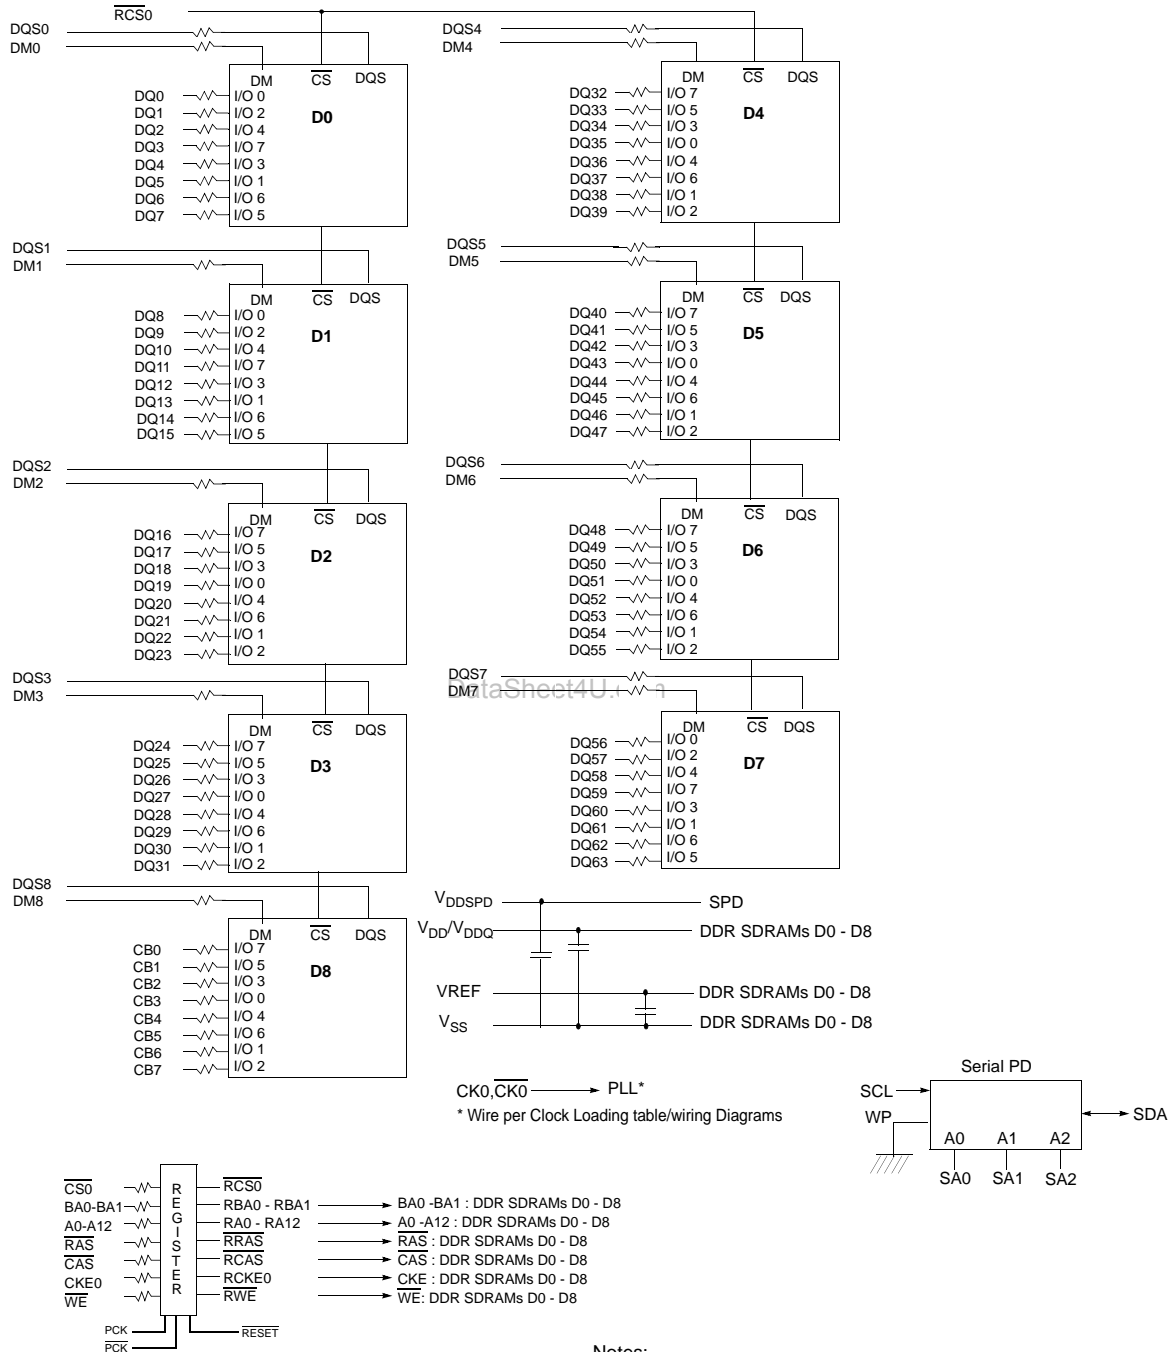 RCS0
DQS0
DM0
DM CS DQS
D0
DQ0 I/O 0
DQ1 I/O 2
DQ2 I/O 4
DQ3 I/O 7
DQ4 I/O 3
DQ5 I/O 1
DQ6 I/O 6
DQ7 I/O 5
DQS4
DM4
DM CS DQS
D4
DQ32 I/O 7
DQ33 I/O 5
DQ34 I/O 3
DQ35 I/O 0
DQ36 I/O 4
DQ37 I/O 6
DQ38 I/O 1
DQ39 I/O 2
DQS1
DM1
DM CS DQS
D1
DQ8 I/O 0
DQ9 I/O 2
DQ10 I/O 4
DQ11 I/O 7
DQ12 I/O 3
DQ13 I/O 1
DQ14 I/O 6
DQ15 I/O 5
DQS5
DM5
DM CS DQS
D5
DQ40 I/O 7
DQ41 I/O 5
DQ42 I/O 3
DQ43 I/O 0
DQ44 I/O 4
DQ45 I/O 6
DQ46 I/O 1
DQ47 I/O 2
DQS2
DM2
DM CS DQS
D2
DQ16 I/O 7
DQ17 I/O 5
DQ18 I/O 3
DQ19 I/O 0
DQ20 I/O 4
DQ21 I/O 6
DQ22 I/O 1
DQ23 I/O 2
DQS6
DM6
DM CS DQS
D6
DQ48 I/O 7
DQ49 I/O 5
DQ50 I/O 3
DQ51 I/O 0
DQ52 I/O 4
DQ53 I/O 6
DQ54 I/O 1
DQ55 I/O 2
DQS3
DM3
DM CS DQS
D3
DQ24 I/O 7
DQ25 I/O 5
DQ26 I/O 3
DQ27 I/O 0
DQ28 I/O 4
DQ29 I/O 6
DQ30 I/O 1
DQ31 I/O 2
DQS7
DM7
DM CS DQS
D7
DQ56 I/O 0
DQ57 I/O 2
DQ58 I/O 4
DQ59 I/O 7
DQ60 I/O 3
DQ61 I/O 1
DQ62 I/O 6
DQ63 I/O 5
DQS8
DM8
DM CS DQS
D8
CB0 I/O 7
CB1 I/O 5
CB2 I/O 3
CB3 I/O 0
CB4 I/O 4
CB5 I/O 6
CB6 I/O 1
CB7 I/O 2
VDDSPD SPD
VDD/VDDQ DDR SDRAMs D0 - D8
VREF DDR SDRAMs D0 - D8
VSS DDR SDRAMs D0 - D8
CK0,CK0 PLL*
* Wire per Clock Loading table/wiring Diagrams
Serial PD
SCL
WP
SDA
A0 A1 A2
SA0 SA1 SA2
REGISTER
CS0 RCS0
BA0-BA1 RBA0 - RBA1 BA0 -BA1 : DDR SDRAMs D0 - D8
A0-A12 RA0 - RA12 A0 -A12 : DDR SDRAMs D0 - D8
RAS RRAS RAS : DDR SDRAMs D0 - D8
CAS RCAS CAS : DDR SDRAMs D0 - D8
CKE0 RCKE0 CKE : DDR SDRAMs D0 - D8
WE RWE WE: DDR SDRAMs D0 - D8
PCK
PCK
RESET